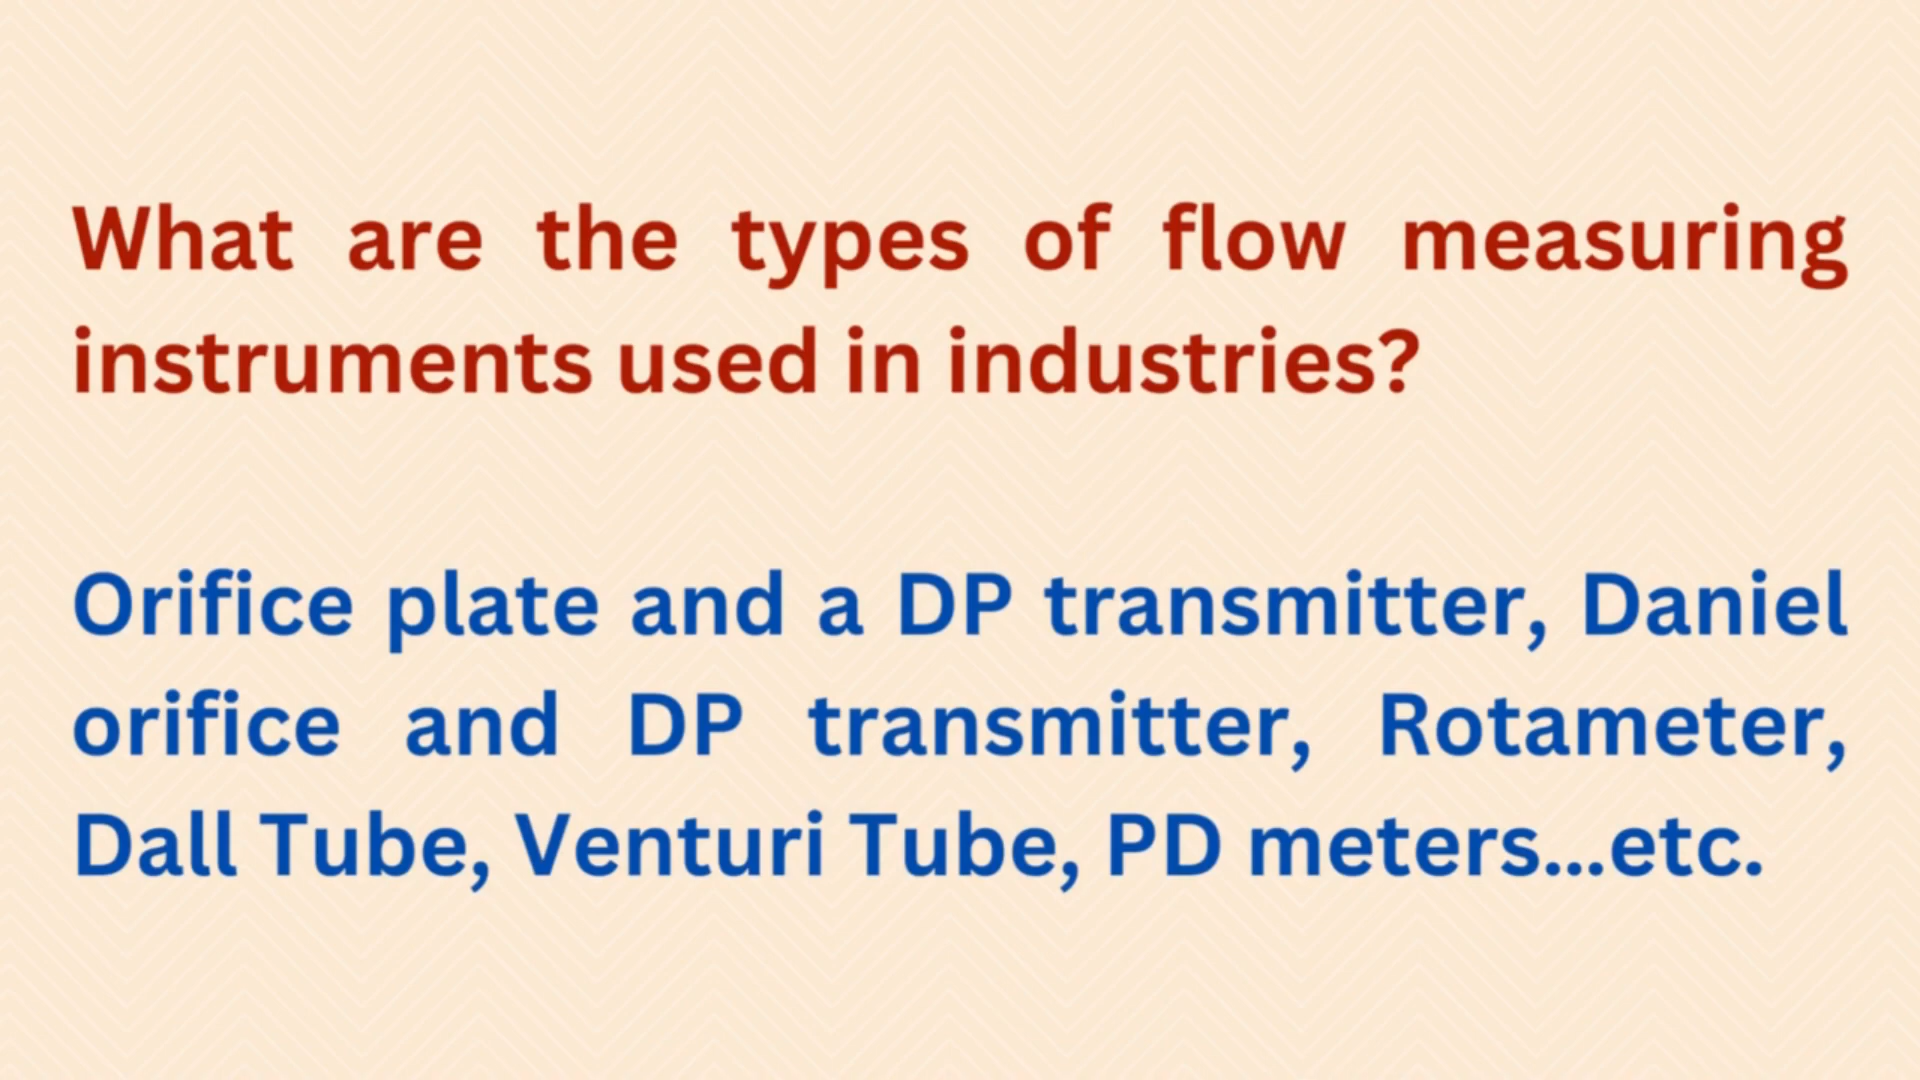 What are the types of flow measuring
instruments used in industries?
Orifice plate and a DP transmitter, Daniel
orifice and DP transmitter, Rotameter,
Dall Tube, Venturi Tube, PD meters...etc.